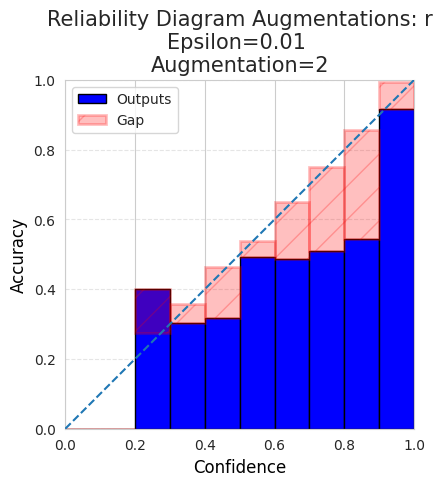 Reliability Diagram Augmentations: r
Epsilon=0.01
Augmentation=2
1.0
0.8
0.6
0.4
0.2
0.0
Accuracy
Outputs
Gap
0.0 0.2 0.4 0.6 0.8 1.0
Confidence